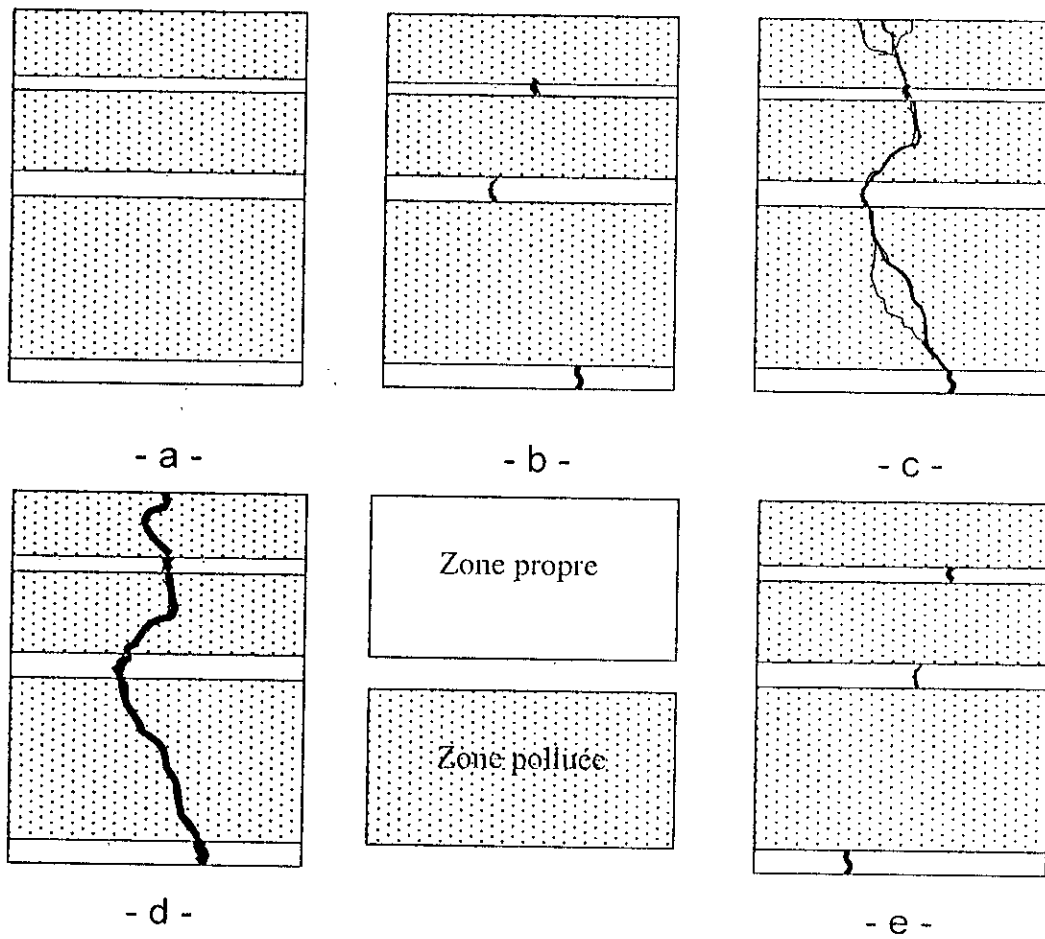 - a -
- b -
- c -
Zone propre
Zone polluée
- d -
- e -